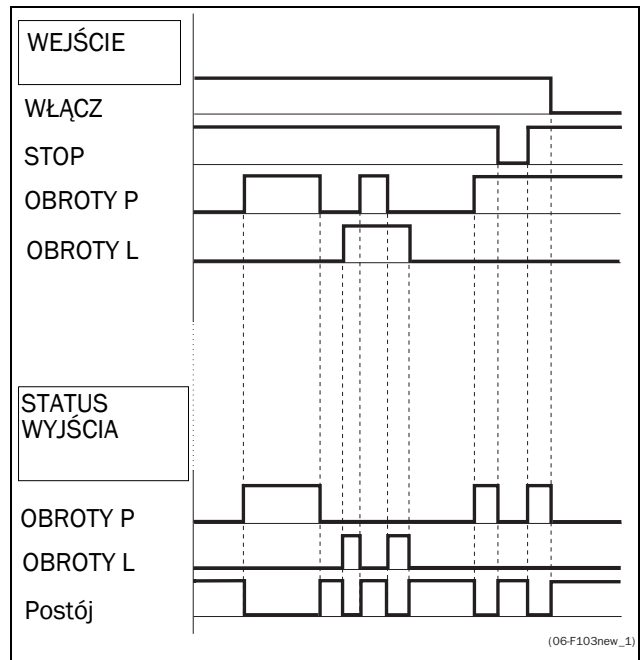 WEJŚCIE
WŁĄCZ
STOP
OBROTY P
OBROTY L
STATUS
WYJŚCIA
OBROTY P
OBROTY L
Postój
(06-F103new_1)